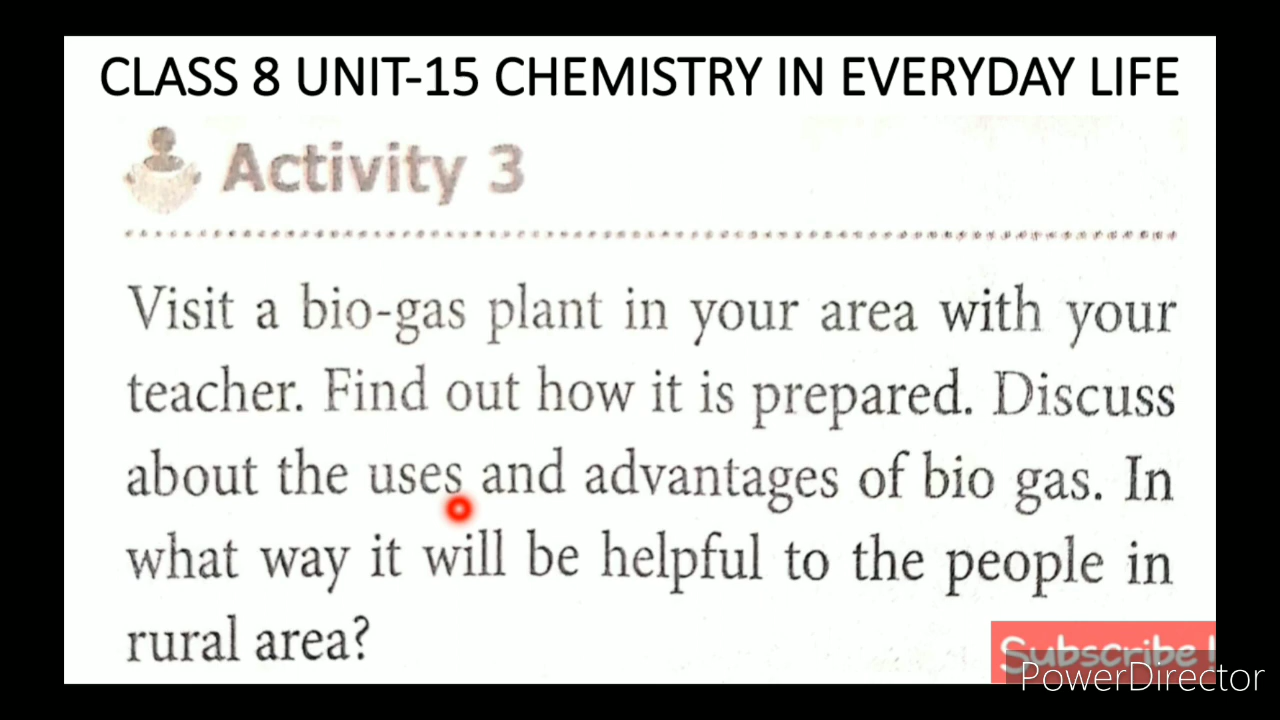 CLASS 8 UNIT-15 CHEMISTRY IN EVERYDAY LIFE
Activity 3
Visit a bio-gas plant in your area with your
teacher. Find out how it is prepared. Discuss
about the uses and advantages of bio gas. In
what way it will be helpful to the people in
rural area?
Subscribe !
PowerDirector